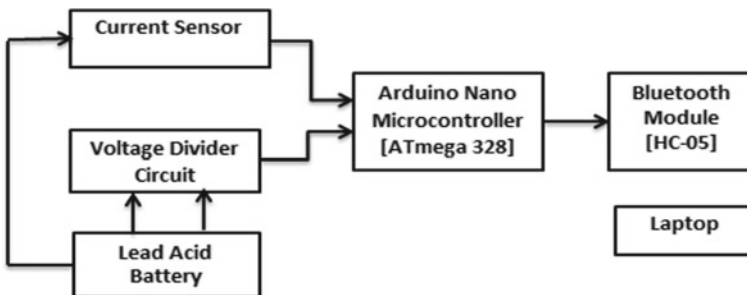 Current Sensor
Arduino Nano
Microcontroller
[ATmega 328]
Bluetooth
Module
[HC-05]
Voltage Divider
Circuit
Laptop
Lead Acid
Battery